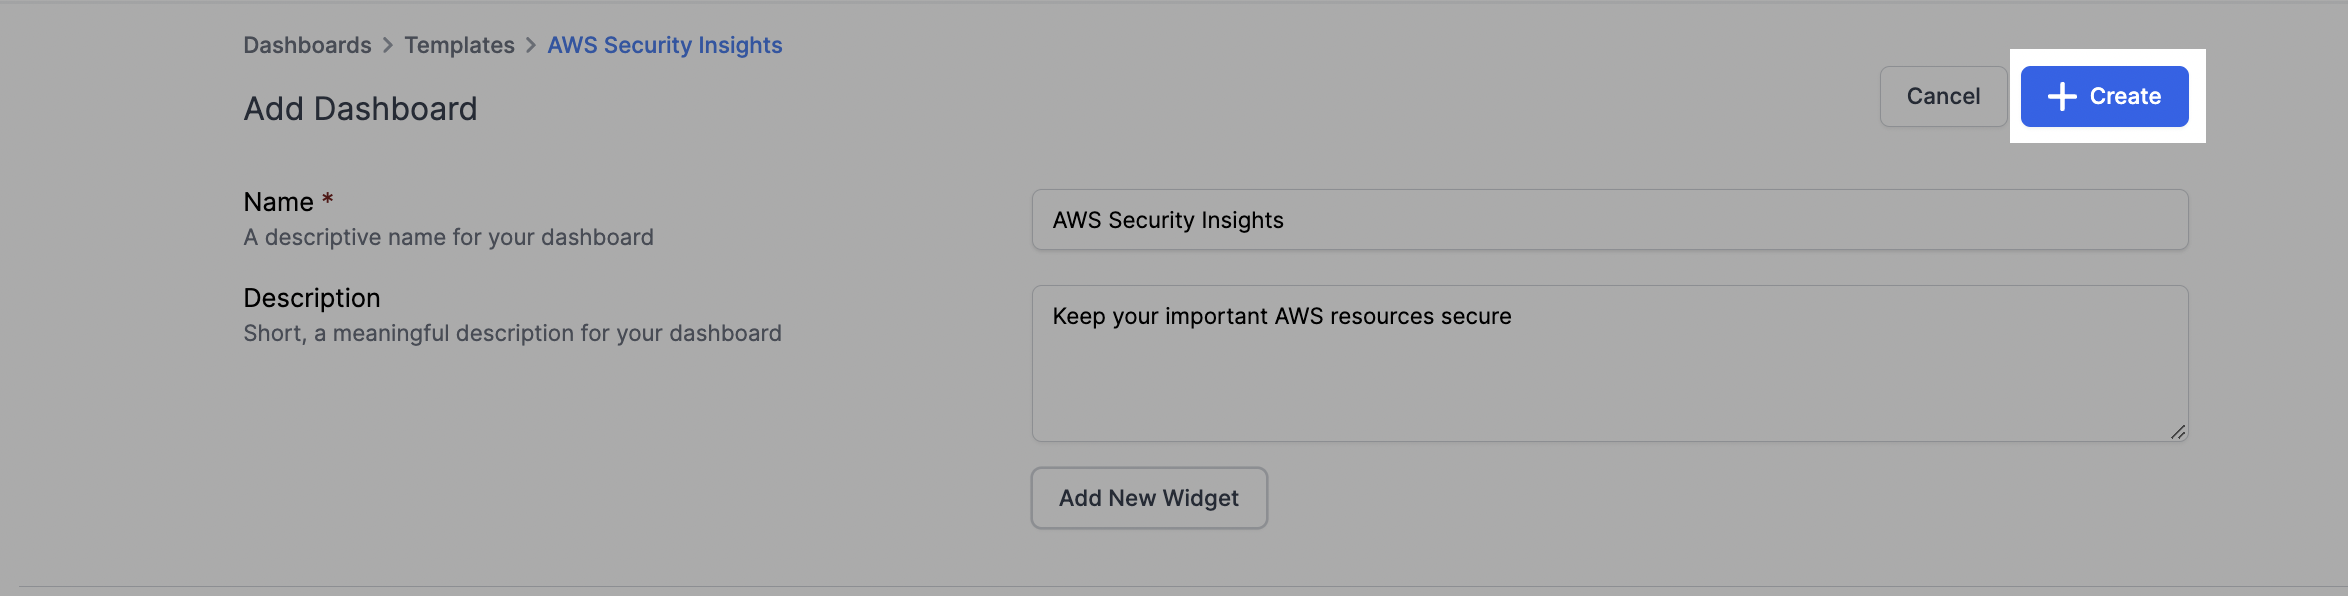 Dashboards > Templates > AWS Security Insights
Add Dashboard
Cancel
+ Create
Name *
A descriptive name for your dashboard
AWS Security Insights
Description
Short, a meaningful description for your dashboard
Keep your important AWS resources secure
Add New Widget